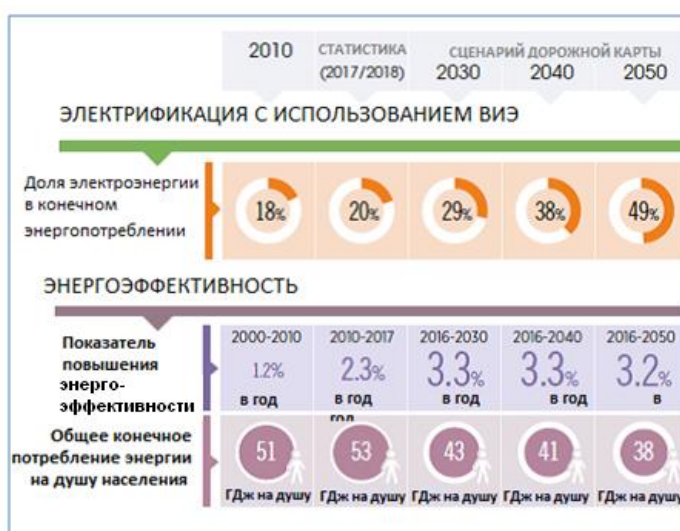 2010
СТАТИСТИКА
(2017/2018)
СЦЕНАРИЙ ДОРОЖНОЙ КАРТЫ
2030 2040 2050
ЭЛЕКТРИФИКАЦИЯ С ИСПОЛЬЗОВАНИЕМ ВИЭ
Доля электроэнергии
в конечном
энергопотреблении
18% 20% 29% 38% 49%
ЭНЕРГОЭФФЕКТИВНОСТЬ
Показатель
повышения
энерго-
эффективности
2000-2010 2010-2017 2016-2030 2016-2040 2016-2050
1.2% 2.3% 3.3% 3.3% 3.2%
в год в год в год в год в
год
Общее конечное
потребление энергии
на душу населения
51 53 43 41 38
ГДж на душу ГДж на душу ГДж на душу ГДж на душу ГДж на душу